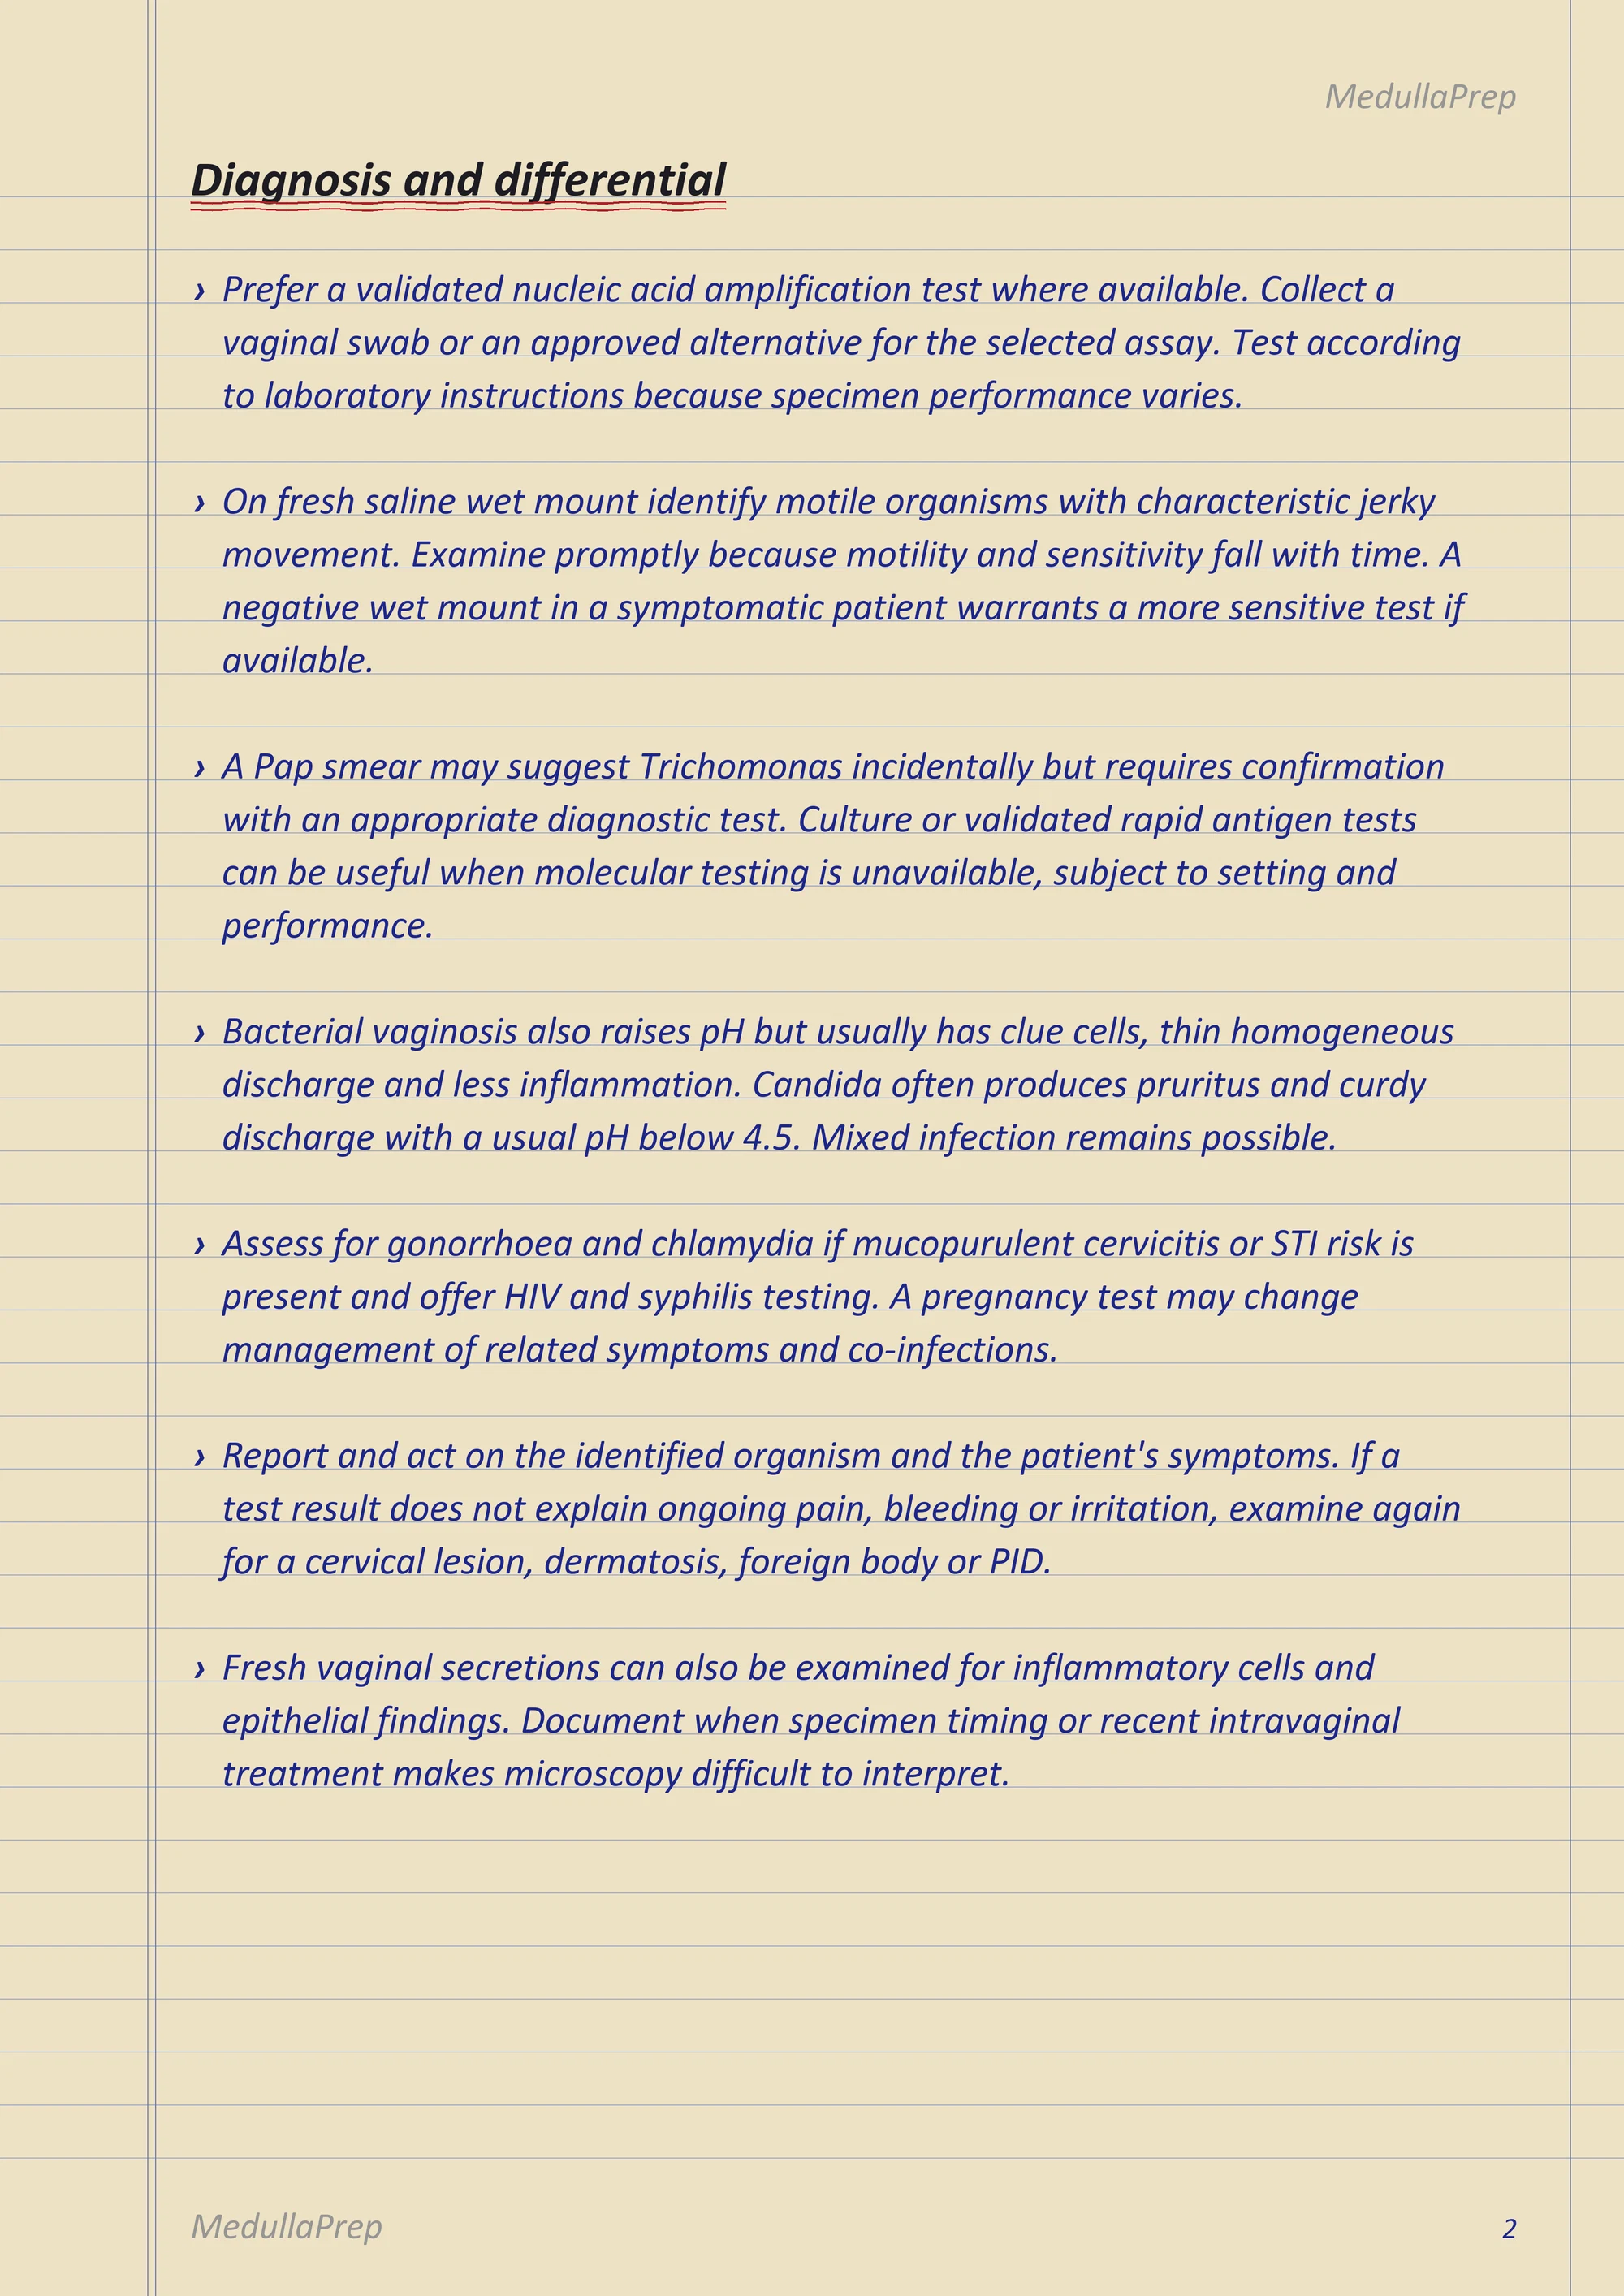 MedullaPrep
Diagnosis and differential
› Prefer a validated nucleic acid amplification test where available. Collect a
vaginal swab or an approved alternative for the selected assay. Test according
to laboratory instructions because specimen performance varies.
› On fresh saline wet mount identify motile organisms with characteristic jerky
movement. Examine promptly because motility and sensitivity fall with time. A
negative wet mount in a symptomatic patient warrants a more sensitive test if
available.
› A Pap smear may suggest Trichomonas incidentally but requires confirmation
with an appropriate diagnostic test. Culture or validated rapid antigen tests
can be useful when molecular testing is unavailable, subject to setting and
performance.
› Bacterial vaginosis also raises pH but usually has clue cells, thin homogeneous
discharge and less inflammation. Candida often produces pruritus and curdy
discharge with a usual pH below 4.5. Mixed infection remains possible.
› Assess for gonorrhoea and chlamydia if mucopurulent cervicitis or STI risk is
present and offer HIV and syphilis testing. A pregnancy test may change
management of related symptoms and co-infections.
› Report and act on the identified organism and the patient's symptoms. If a
test result does not explain ongoing pain, bleeding or irritation, examine again
for a cervical lesion, dermatosis, foreign body or PID.
› Fresh vaginal secretions can also be examined for inflammatory cells and
epithelial findings. Document when specimen timing or recent intravaginal
treatment makes microscopy difficult to interpret.
MedullaPrep
2